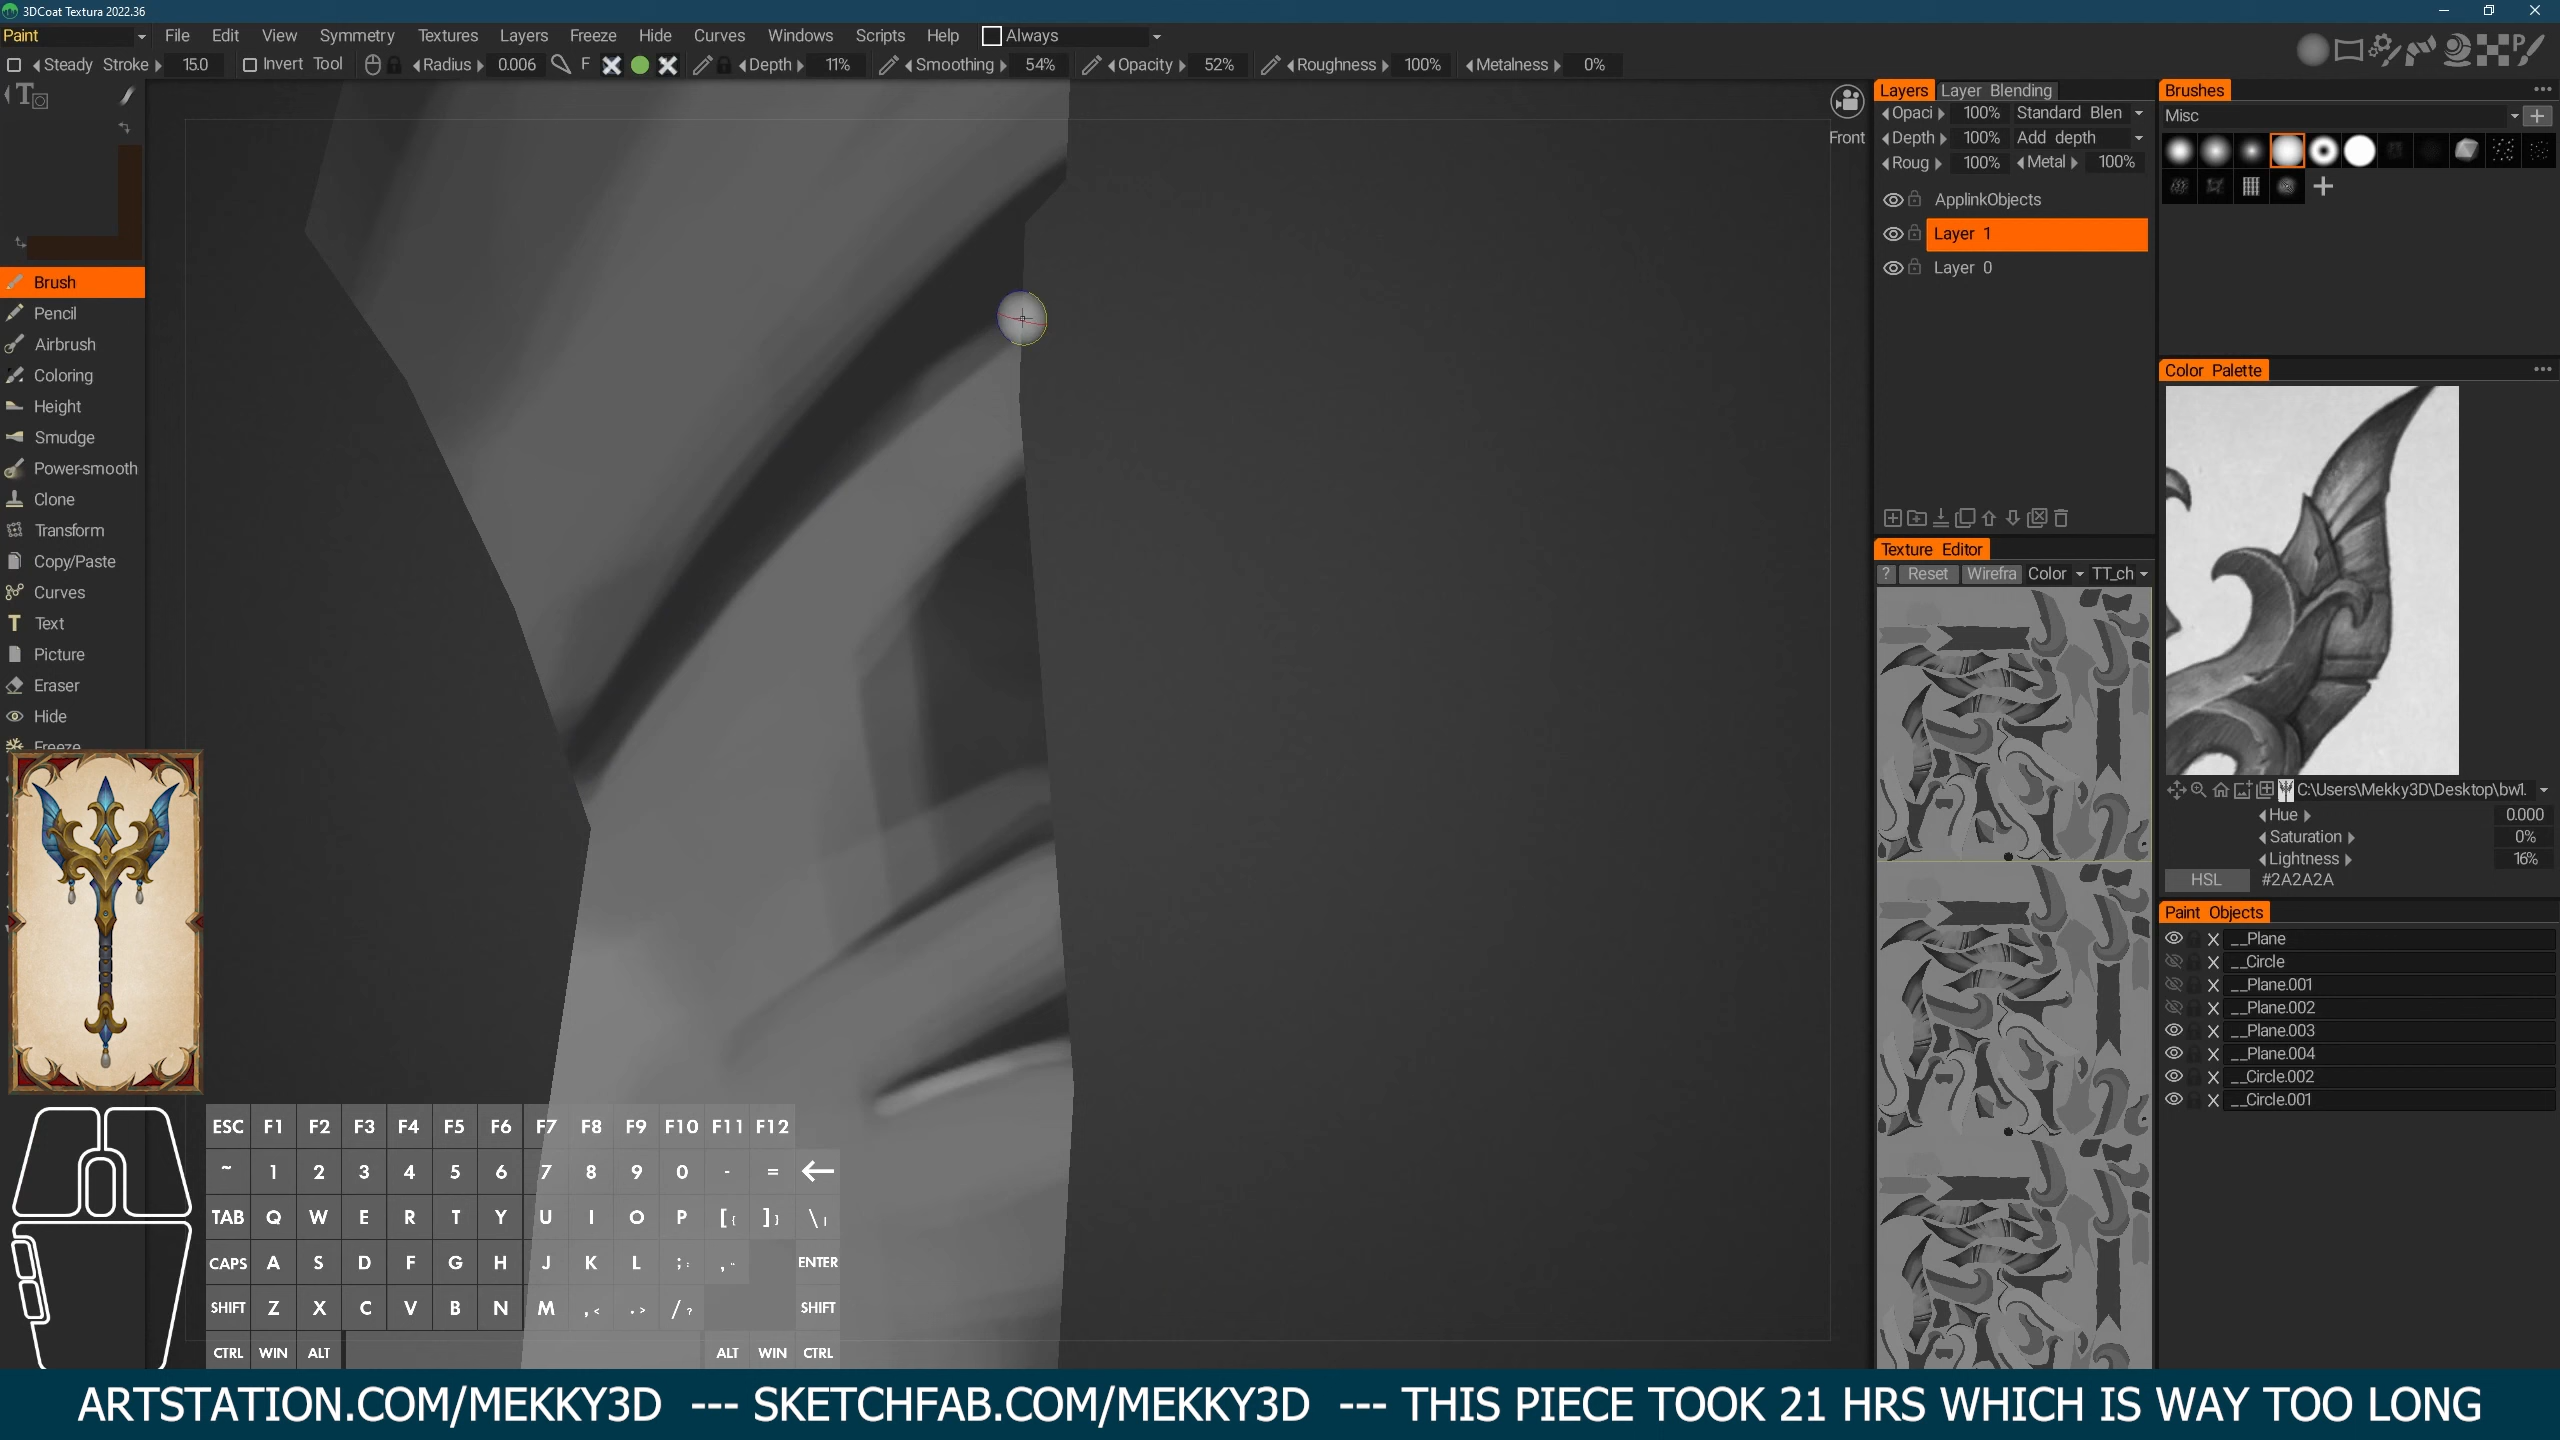 3DCoat Textura 2022.36
Paint File Edit View Symmetry Textures Layers Freeze Hide Curves Windows Scripts Help Always
Steady Stroke 15.0 Invert Tool Radius 0.006 F Depth 11% Smoothing 54% Opacity 52% Roughness 100% Metalness 0%
Brush
Pencil
Airbrush
Coloring
Height
Smudge
Power-smooth
Clone
Transform
Copy/Paste
Curves
Text
Picture
Eraser
Hide
Freeze
Front
Layers Layer Blending
Opaci 100% Standard Blen
Depth 100% Add depth
Roug 100% Metal 100%
ApplinkObjects
Layer 1
Layer 0
Texture Editor
? Reset Wirefra Color TT_ch
Brushes
Misc
Color Palette
C:\Users\Mekky3D\Desktop\bw1.
Hue 0.000
Saturation 0%
Lightness 16%
HSL #2A2A2A
Paint Objects
X __Plane
X __Circle
X __Plane.001
X __Plane.002
X __Plane.003
X __Plane.004
X __Circle.002
X __Circle.001
ESC F1 F2 F3 F4 F5 F6 F7 F8 F9 F10 F11 F12
~ 1 2 3 4 5 6 7 8 9 0 - =
TAB Q W E R T Y U I O P [{ ]} \|
CAPS A S D F G H J K L ;: ENTER
SHIFT Z X C V B N M ,< .> /? SHIFT
CTRL WIN ALT ALT WIN CTRL
ARTSTATION.COM/MEKKY3D --- SKETCHFAB.COM/MEKKY3D --- THIS PIECE TOOK 21 HRS WHICH IS WAY TOO LONG